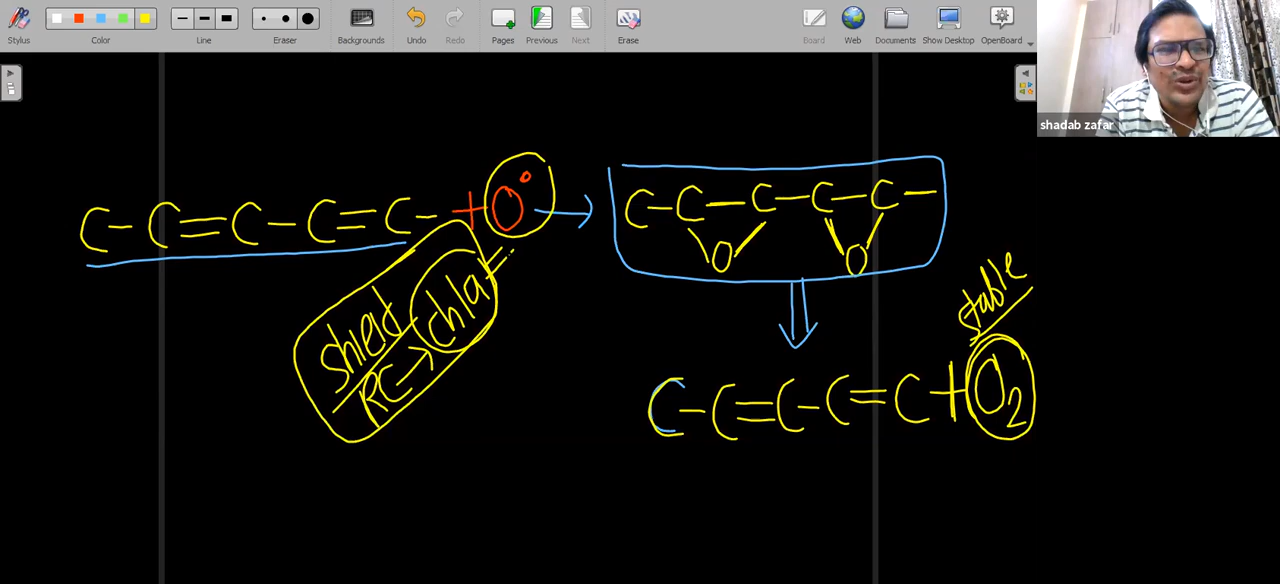 Stylus Color Line Eraser Backgrounds Undo Redo Pages Previous Next Erase Board Web Documents Show Desktop OpenBoard
shadab zafar
C-C=C-C=C- +O° → C-C-C-C-C-
O O
shield
RC→ chla
stable
C-C=C-C=C+O2